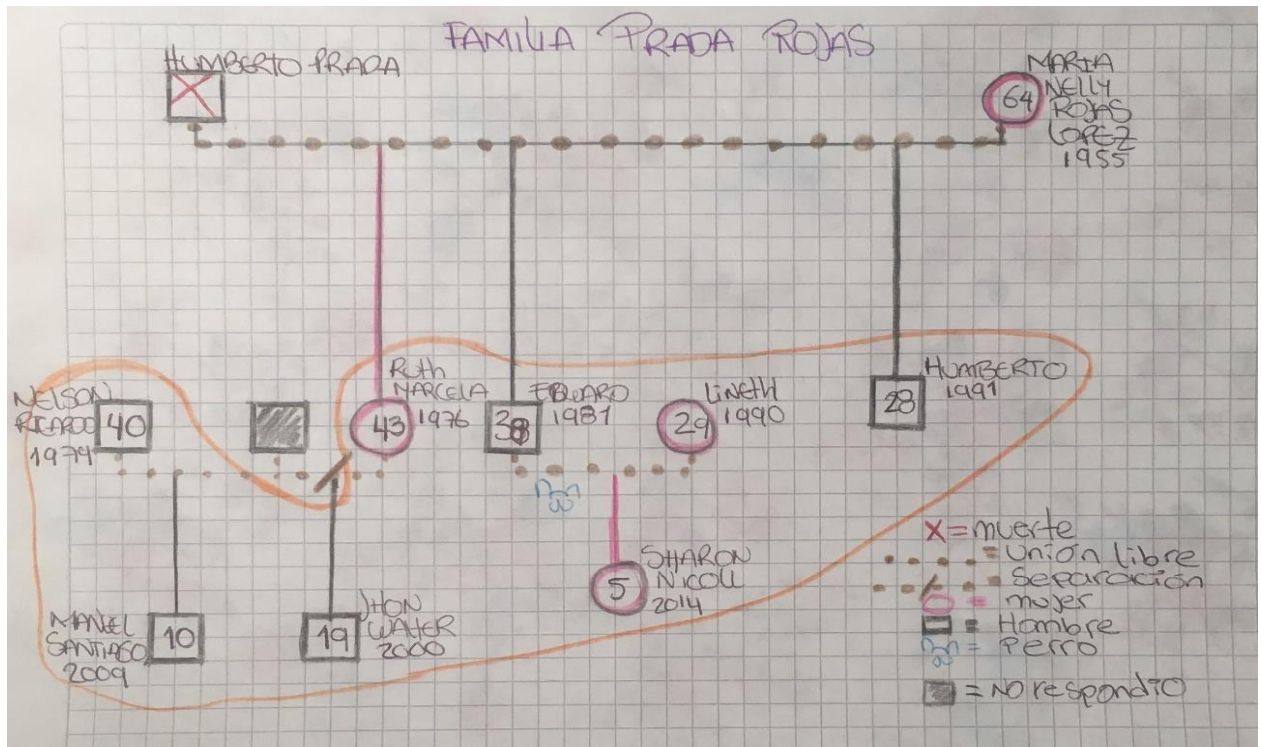 FAMILIA PRADA ROJAS
HUMBERTO PRADA
MARIA
NELLY
ROJAS
LOPEZ
1955
64
NELSON
RICARDO
1979
40
Ruth
MARCELA
1976
43
EDUARD
1981
38
Lineth
1990
29
HUMBERTO
1991
28
MANUEL
SANTIAGO
2009
10
JHON
WALTER
2000
19
SHARON
NICOLL
2014
5
X = muerte
= Unión libre
= Separación
= mujer
= Hombre
= Perro
= NO respondió